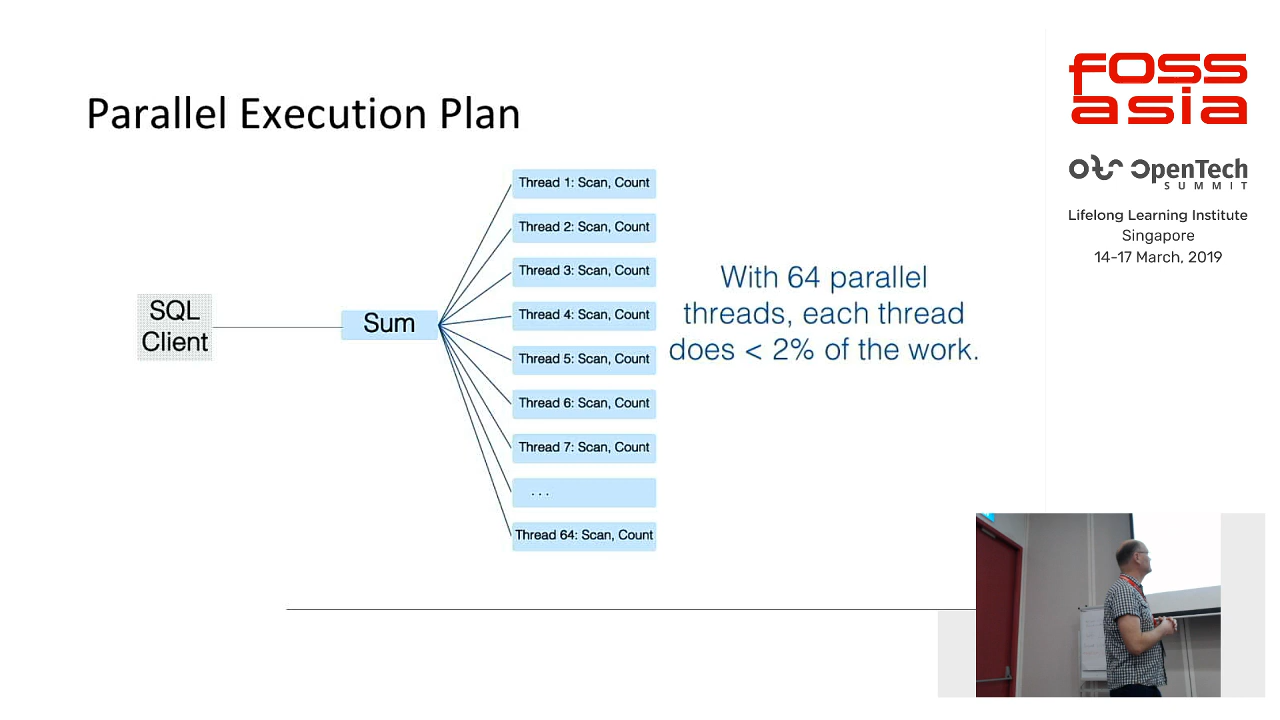 Parallel Execution Plan
SQL
Client
Sum
Thread 1: Scan, Count
Thread 2: Scan, Count
Thread 3: Scan, Count
Thread 4: Scan, Count
Thread 5: Scan, Count
Thread 6: Scan, Count
Thread 7: Scan, Count
. . .
Thread 64: Scan, Count
With 64 parallel
threads, each thread
does < 2% of the work.
foss
asia
OpenTech
SUMMIT
Lifelong Learning Institute
Singapore
14-17 March, 2019